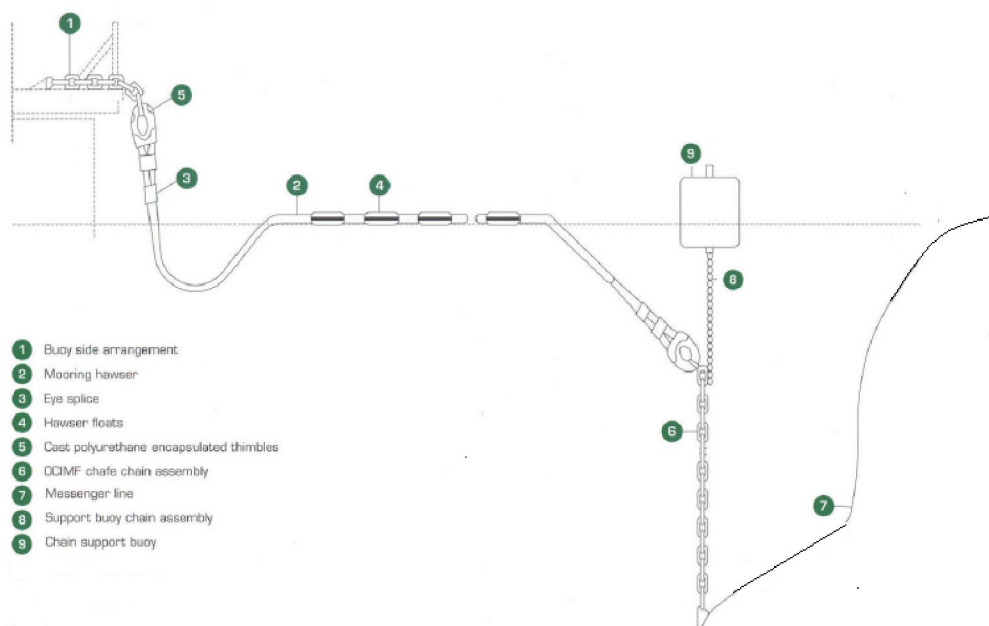 1
5
3
2
4
9
8
6
7
1 Buoy side arrangement
2 Mooring hawser
3 Eye splice
4 Hawser floats
5 Cast polyurethane encapsulated thimbles
6 OCIMF chafe chain assembly
7 Messenger line
8 Support buoy chain assembly
9 Chain support buoy